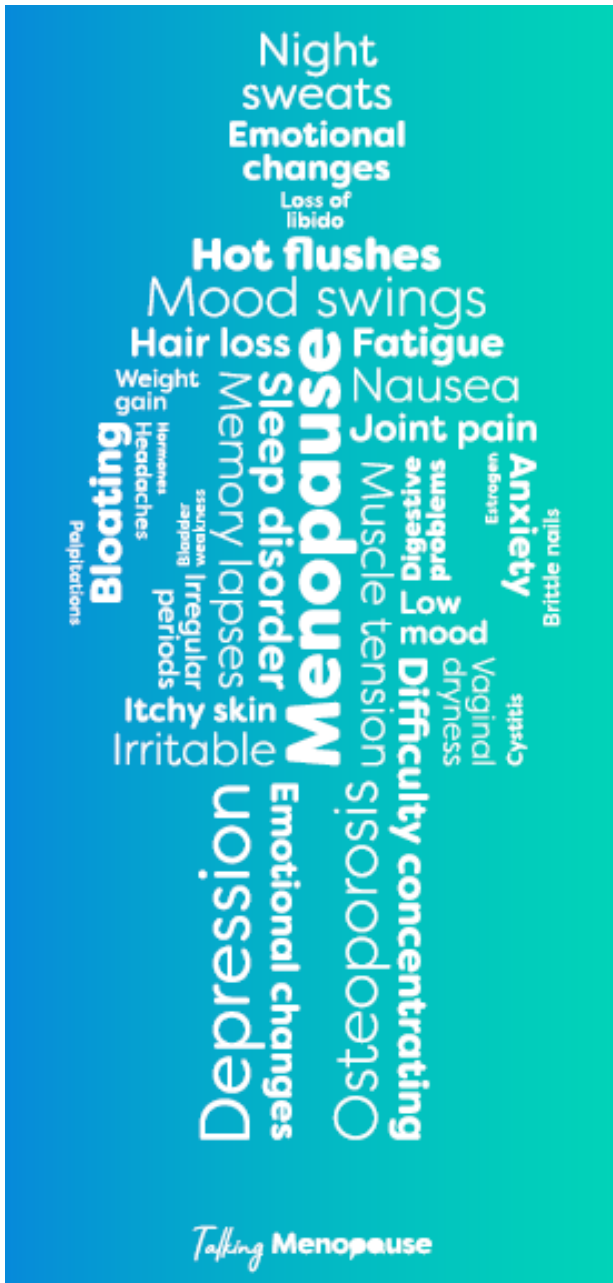 Night
sweats
Emotional
changes
Loss of
libido
Hot flushes
Mood swings
Hair loss
Menopause
Fatigue
Weight
gain
Memory lapses
Sleep disorder
Nausea
Joint pain
Bloating
Headaches
Hormones
Palpitations
Bladder
weakness
Irregular
periods
Muscle tension
Digestive
problems
Estrogen
Anxiety
Brittle nails
Low
mood
Itchy skin
Irritable
Difficulty concentrating
Vaginal
dryness
Cystitis
Depression
Emotional changes
Osteoporosis
Talking Menopause